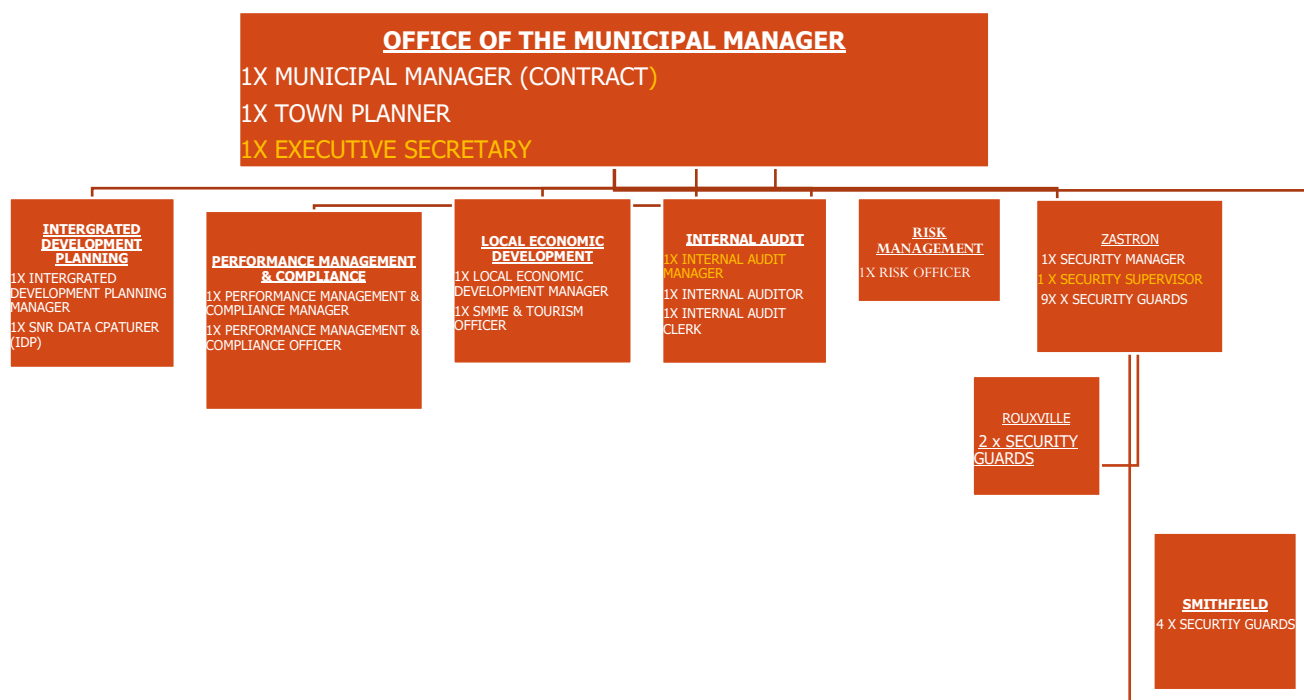 OFFICE OF THE MUNICIPAL MANAGER
1X MUNICIPAL MANAGER (CONTRACT)
1X TOWN PLANNER
1X EXECUTIVE SECRETARY
INTERGRATED
DEVELOPMENT
PLANNING
1X INTERGRATED
DEVELOPMENT PLANNING
MANAGER
1X SNR DATA CPATURER
(IDP)
PERFORMANCE MANAGEMENT
& COMPLIANCE
1X PERFORMANCE MANAGEMENT &
COMPLIANCE MANAGER
1X PERFORMANCE MANAGEMENT &
COMPLIANCE OFFICER
LOCAL ECONOMIC
DEVELOPMENT
1X LOCAL ECONOMIC
DEVELOPMENT MANAGER
1X SMME & TOURISM
OFFICER
INTERNAL AUDIT
1X INTERNAL AUDIT
MANAGER
1X INTERNAL AUDITOR
1X INTERNAL AUDIT
CLERK
RISK
MANAGEMENT
1X RISK OFFICER
ZASTRON
1X SECURITY MANAGER
1 X SECURITY SUPERVISOR
9X X SECURITY GUARDS
ROUXVILLE
2 x SECURITY
GUARDS
SMITHFIELD
4 X SECURTIY GUARDS